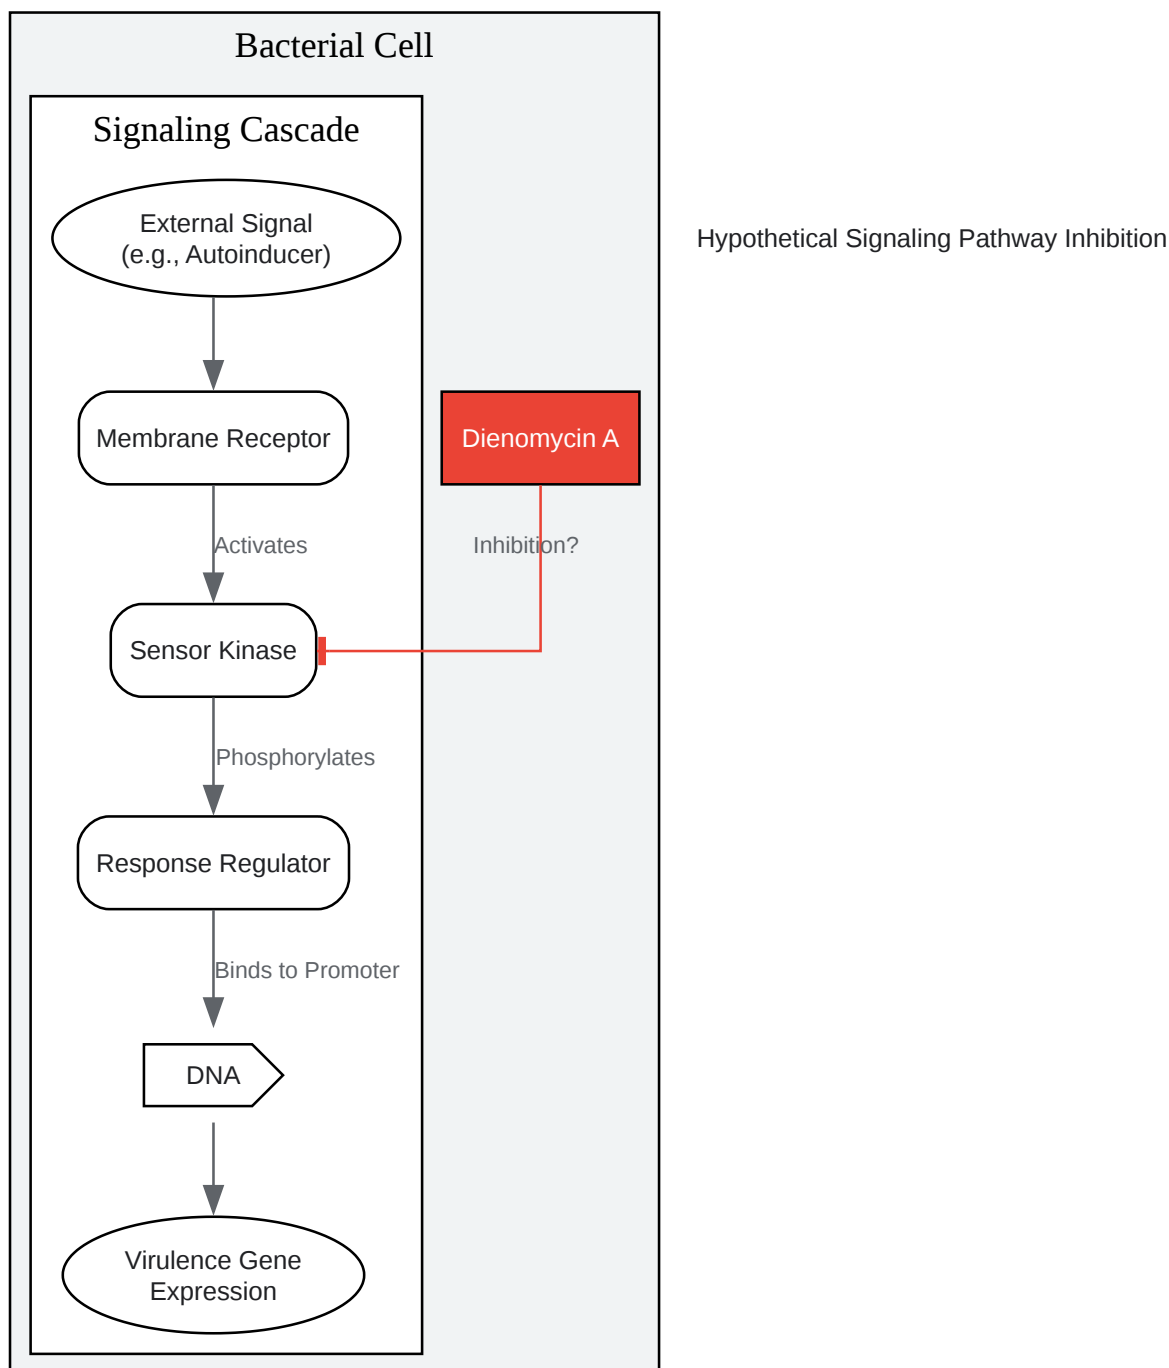 Bacterial Cell
Signaling Cascade
External Signal
(e.g., Autoinducer)
Hypothetical Signaling Pathway Inhibition
Membrane Receptor
Dienomycin A
Activates
Inhibition?
Sensor Kinase
Phosphorylates
Response Regulator
Binds to Promoter
DNA
Virulence Gene
Expression